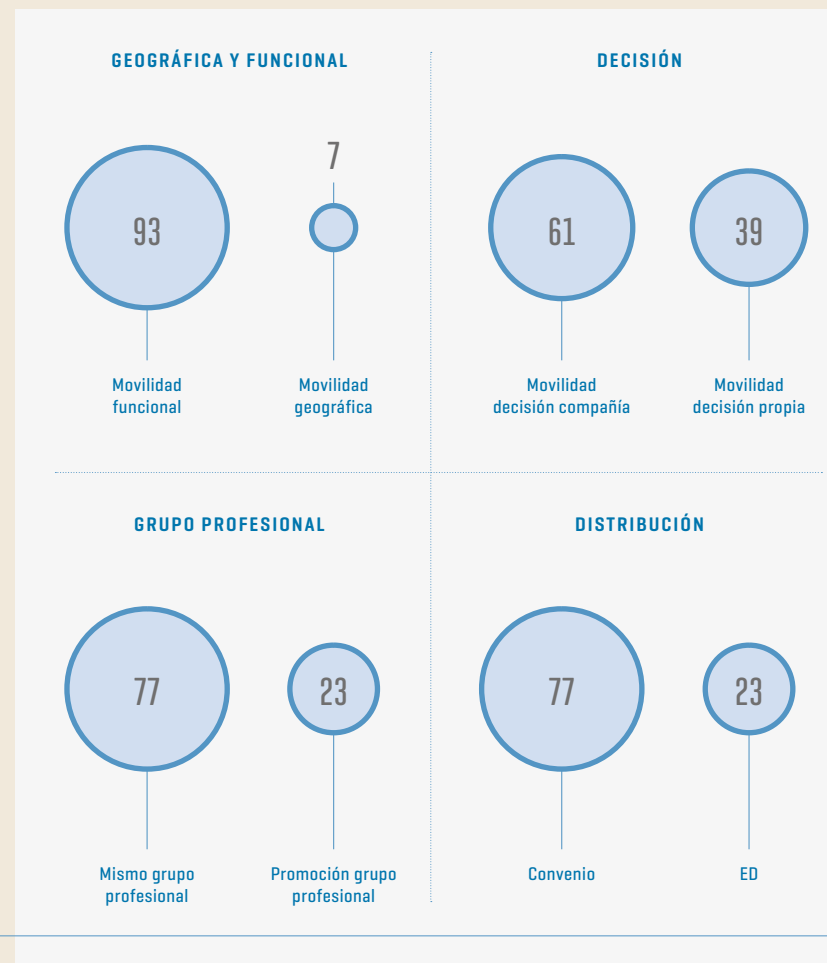 GEOGRÁFICA Y FUNCIONAL
93
7
Movilidad
funcional
Movilidad
geográfica
DECISIÓN
61
39
Movilidad
decisión compañía
Movilidad
decisión propia
GRUPO PROFESIONAL
77
23
Mismo grupo
profesional
Promoción grupo
profesional
DISTRIBUCIÓN
77
23
Convenio
ED